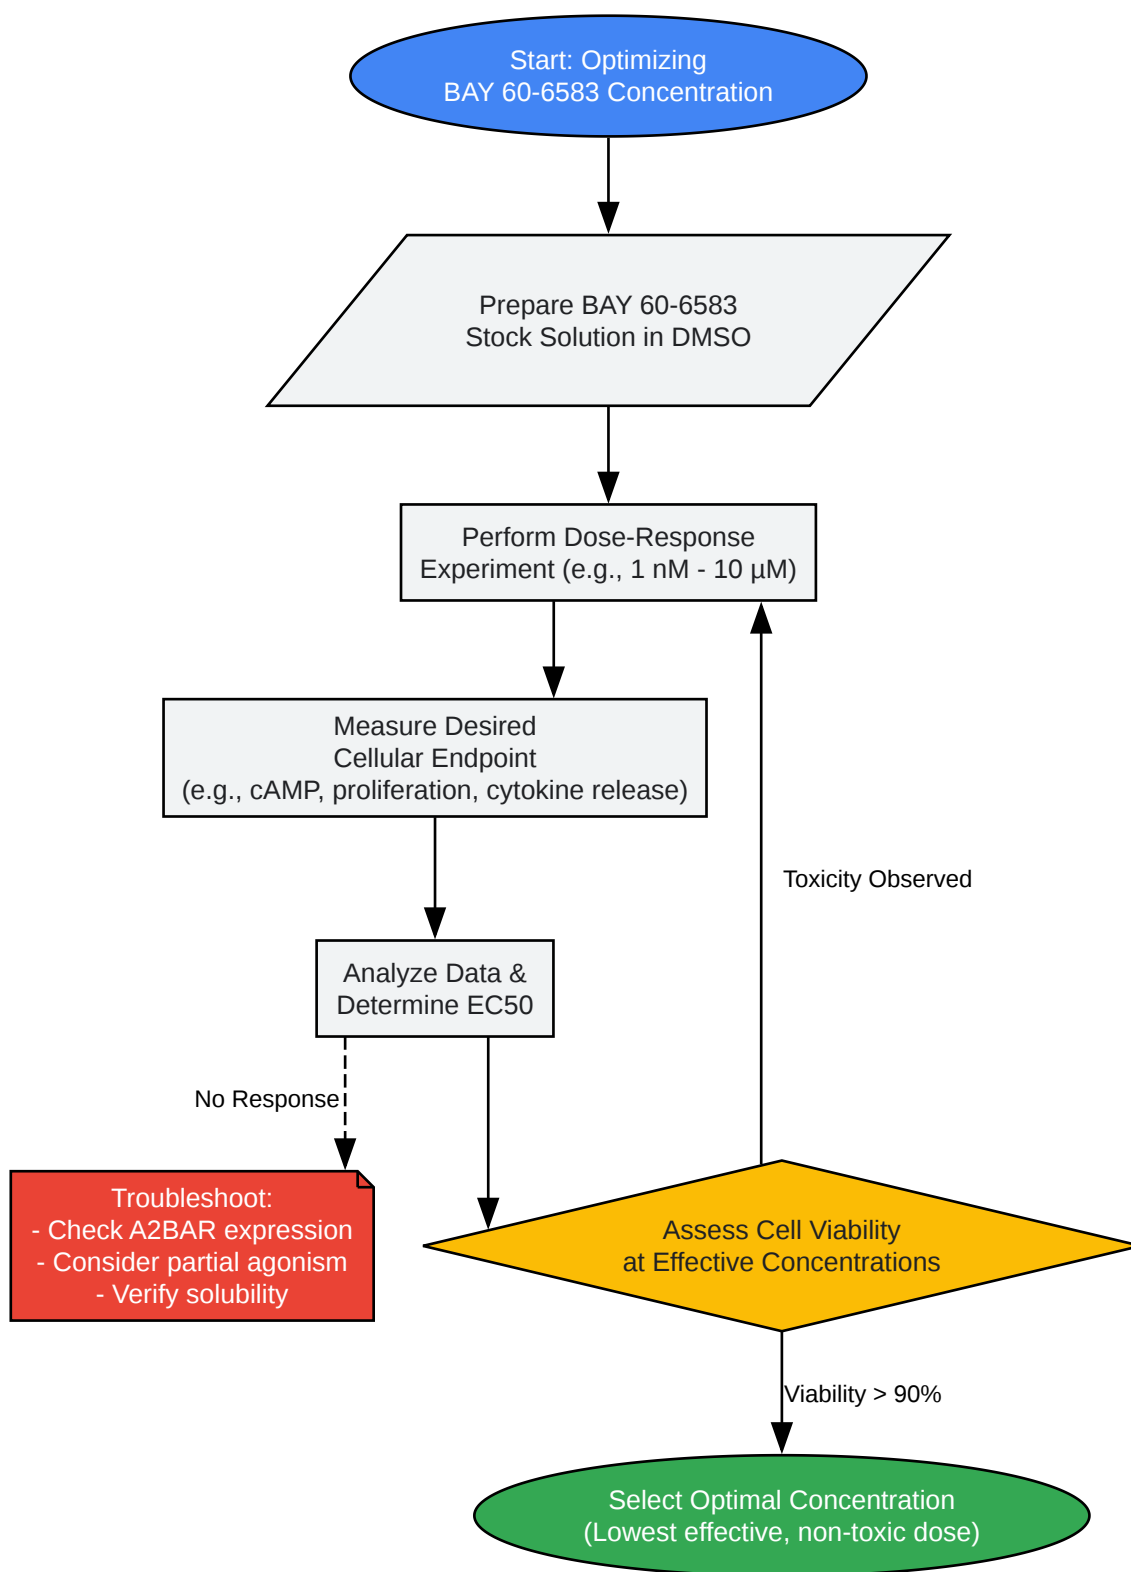 Start: Optimizing
BAY 60-6583 Concentration
Prepare BAY 60-6583
Stock Solution in DMSO
Perform Dose-Response
Experiment (e.g., 1 nM - 10 µM)
Measure Desired
Cellular Endpoint
(e.g., cAMP, proliferation, cytokine release)
Toxicity Observed
Analyze Data &
Determine EC50
No Response
Troubleshoot:
- Check A2BAR expression
- Consider partial agonism
- Verify solubility
Assess Cell Viability
at Effective Concentrations
Viability > 90%
Select Optimal Concentration
(Lowest effective, non-toxic dose)